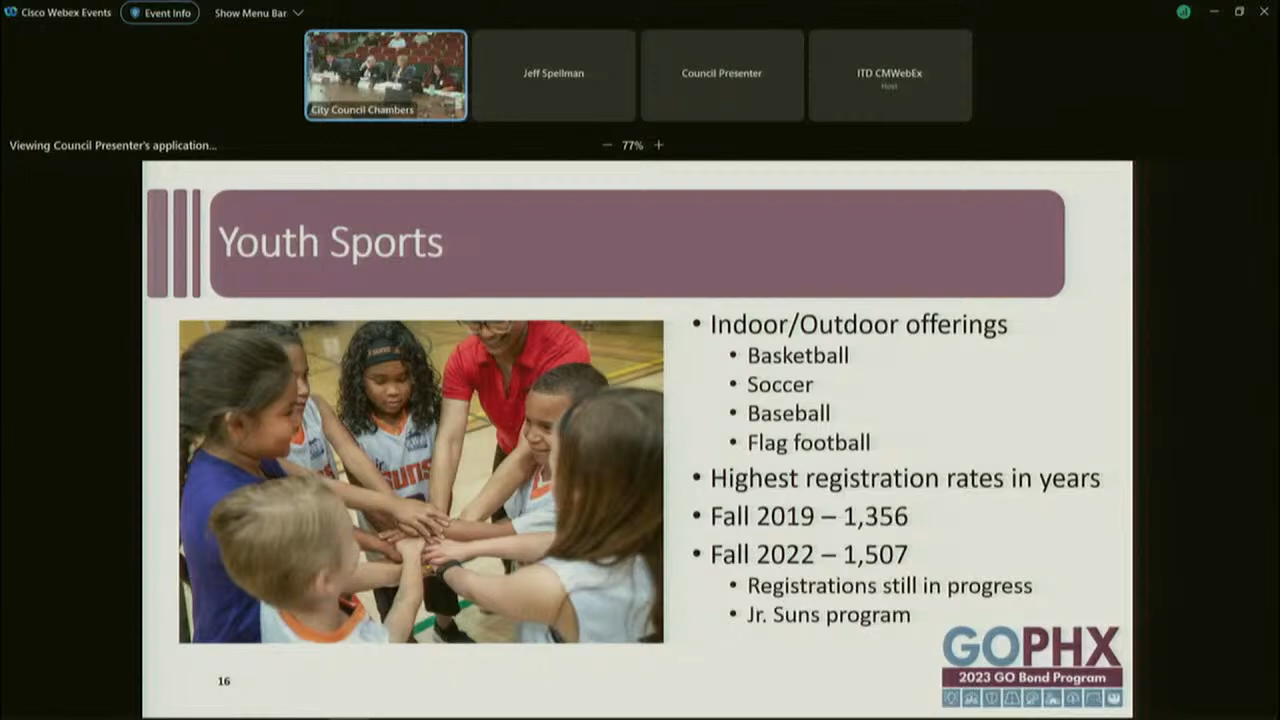 Cisco Webex Events
Event Info
Show Menu Bar
City Council Chambers
Jeff Spellman
Council Presenter
ITD CMWebEx
Host
Viewing Council Presenter's application...
77%
Youth Sports
• Indoor/Outdoor offerings
• Basketball
• Soccer
• Baseball
• Flag football
• Highest registration rates in years
• Fall 2019 – 1,356
• Fall 2022 – 1,507
• Registrations still in progress
• Jr. Suns program
SUNS
16
GOPHX
2023 GO Bond Program